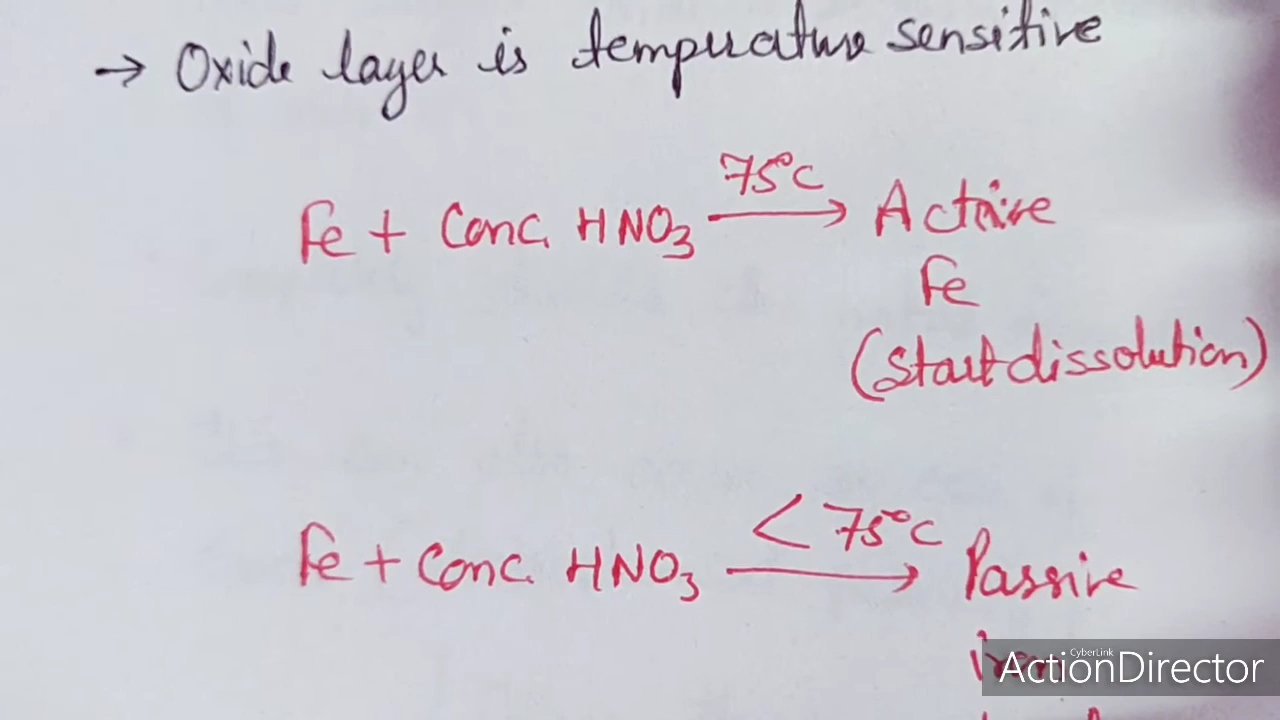 → Oxide layer is temperature sensitive
Fe + Conc. HNO3 75°C → Active
Fe
(Start dissolution)
Fe + Conc. HNO3 < 75°C → Passive
iron
CyberLink
ActionDirector